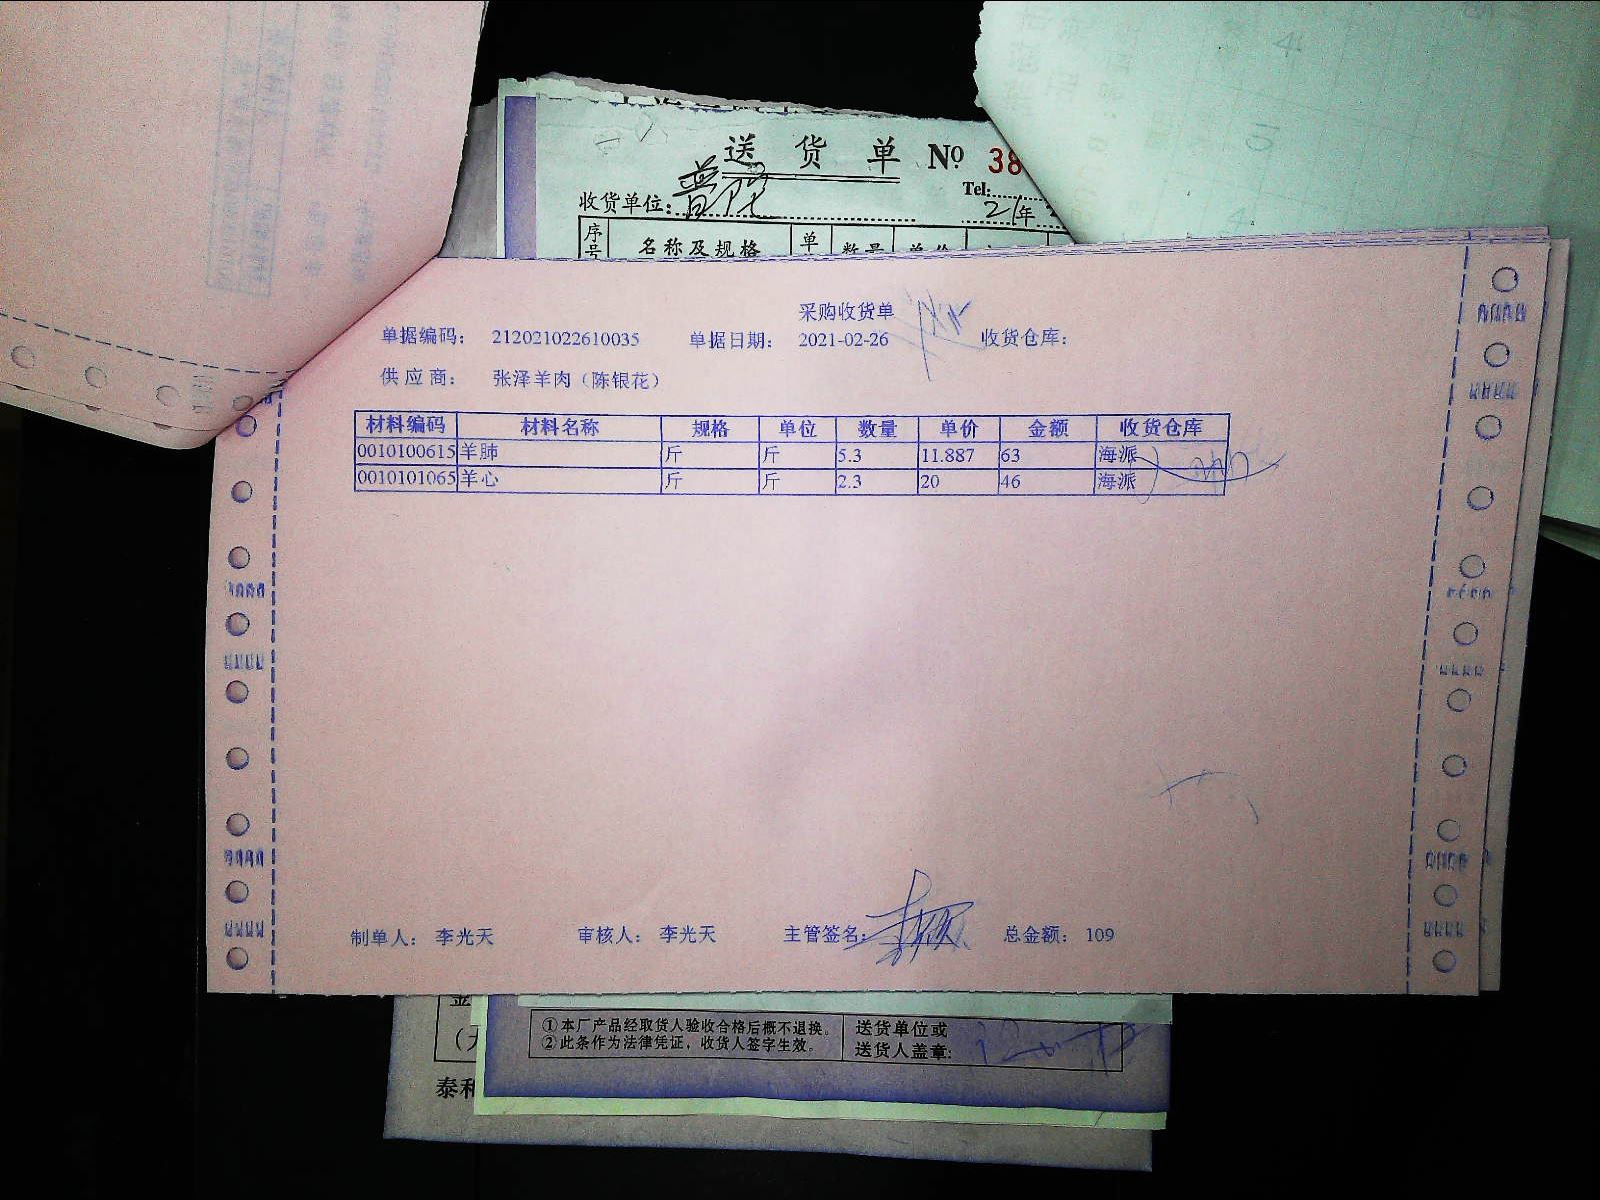 送 货 单 № 38
Tel:
收货单位: 普陀
21年
序号 名称及规格 单 数量 单价
采购收货单
单据编码： 212021022610035 单据日期： 2021-02-26 收货仓库：
供应商： 张泽羊肉（陈银花）
材料编码 材料名称 规格 单位 数量 单价 金额 收货仓库
0010100615 羊肺 斤 斤 5.3 11.887 63 海派
0010101065 羊心 斤 斤 2.3 20 46 海派
制单人： 李光天 审核人： 李光天 主管签名： 总金额： 109
①本厂产品经取货人验收合格后概不退换。 送货单位或
②此条作为法律凭证，收货人签字生效。 送货人盖章:
泰和